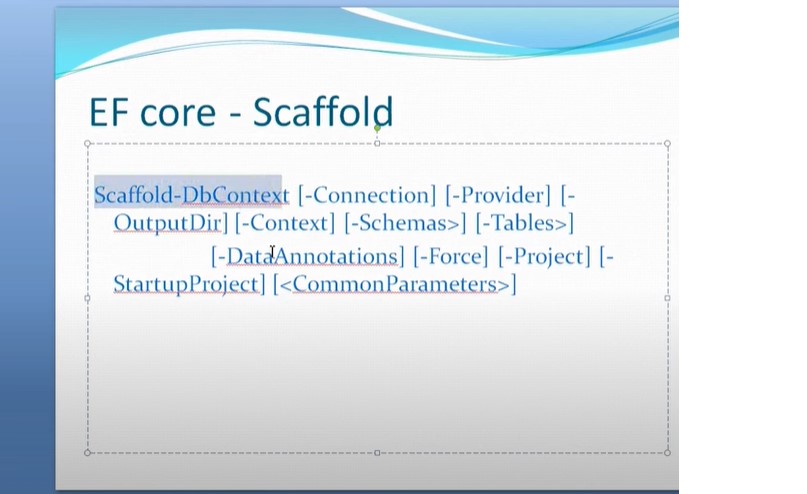 EF core - Scaffold
Scaffold-DbContext [-Connection] [-Provider] [-
OutputDir] [-Context] [-Schemas>] [-Tables>]
[-DataAnnotations] [-Force] [-Project] [-
StartupProject] [<CommonParameters>]